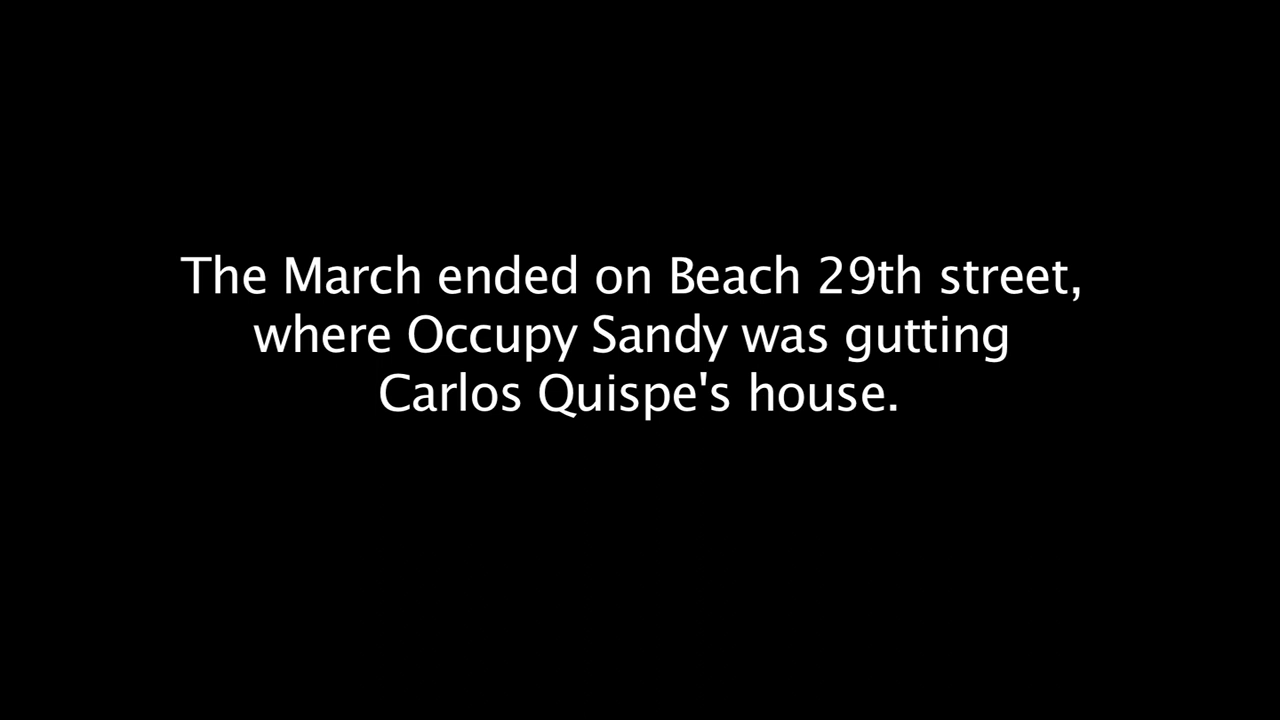 The March ended on Beach 29th street,
where Occupy Sandy was gutting
Carlos Quispe's house.